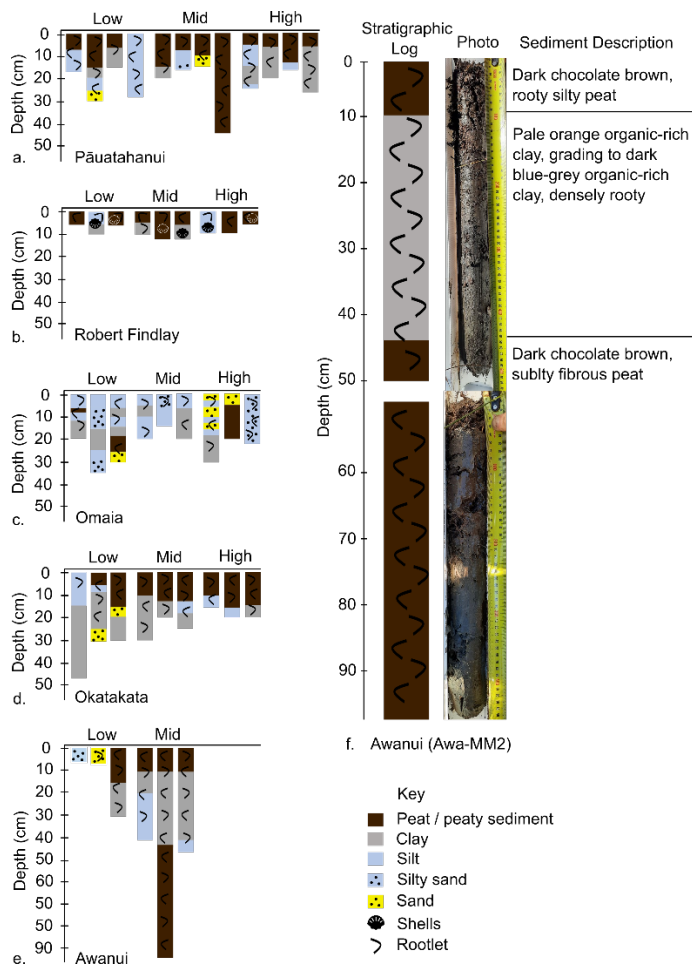 Low Mid High
0
10
20
30
40
50
Depth (cm)
a. Pāuatahanui
Low Mid High
0
10
20
30
40
50
Depth (cm)
b. Robert Findlay
Low Mid High
0
10
20
30
40
50
Depth (cm)
c. Omaia
Low Mid High
0
10
20
30
40
50
Depth (cm)
d. Okatakata
Low Mid
0
10
20
30
40
50
60
70
80
90
Depth (cm)
e. Awanui
Stratigraphic
Log
Photo
Sediment Description
0
10
20
30
40
50
60
70
80
90
Depth (cm)
Dark chocolate brown,
rooty silty peat
Pale orange organic-rich
clay, grading to dark
blue-grey organic-rich
clay, densely rooty
Dark chocolate brown,
sublty fibrous peat
f. Awanui (Awa-MM2)
Key
Peat / peaty sediment
Clay
Silt
Silty sand
Sand
Shells
Rootlet